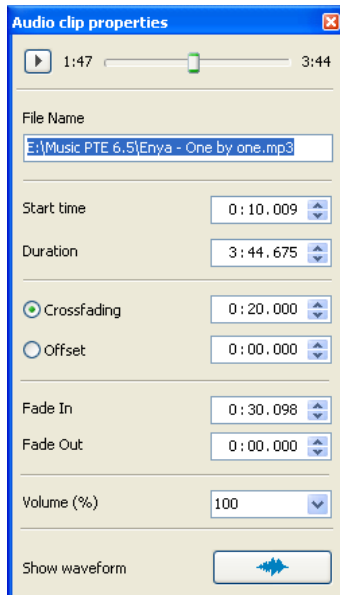 Audio clip properties
1:47 3:44
File Name
E:\Music PTE 6.5\Enya - One by one.mp3
Start time 0:10.009
Duration 3:44.675
Crossfading 0:20.000
Offset 0:00.000
Fade In 0:30.098
Fade Out 0:00.000
Volume (%) 100
Show waveform